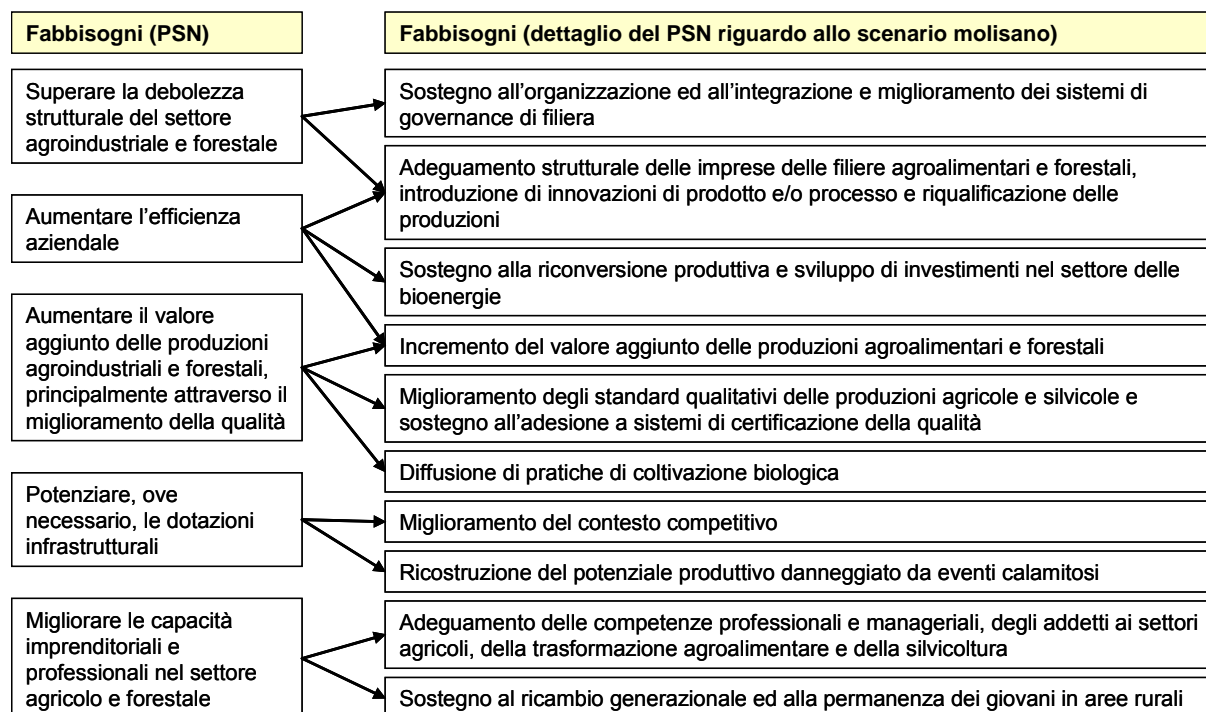 Fabbisogni (PSN)
Fabbisogni (dettaglio del PSN riguardo allo scenario molisano)
Superare la debolezza
strutturale del settore
agroindustriale e forestale
Aumentare l'efficienza
aziendale
Aumentare il valore
aggiunto delle produzioni
agroindustriali e forestali,
principalmente attraverso il
miglioramento della qualità
Potenziare, ove
necessario, le dotazioni
infrastrutturali
Migliorare le capacità
imprenditoriali e
professionali nel settore
agricolo e forestale
Sostegno all'organizzazione ed all'integrazione e miglioramento dei sistemi di
governance di filiera
Adeguamento strutturale delle imprese delle filiere agroalimentari e forestali,
introduzione di innovazioni di prodotto e/o processo e riqualificazione delle
produzioni
Sostegno alla riconversione produttiva e sviluppo di investimenti nel settore delle
bioenergie
Incremento del valore aggiunto delle produzioni agroalimentari e forestali
Miglioramento degli standard qualitativi delle produzioni agricole e silvicole e
sostegno all'adesione a sistemi di certificazione della qualità
Diffusione di pratiche di coltivazione biologica
Miglioramento del contesto competitivo
Ricostruzione del potenziale produttivo danneggiato da eventi calamitosi
Adeguamento delle competenze professionali e manageriali, degli addetti ai settori
agricoli, della trasformazione agroalimentare e della silvicoltura
Sostegno al ricambio generazionale ed alla permanenza dei giovani in aree rurali